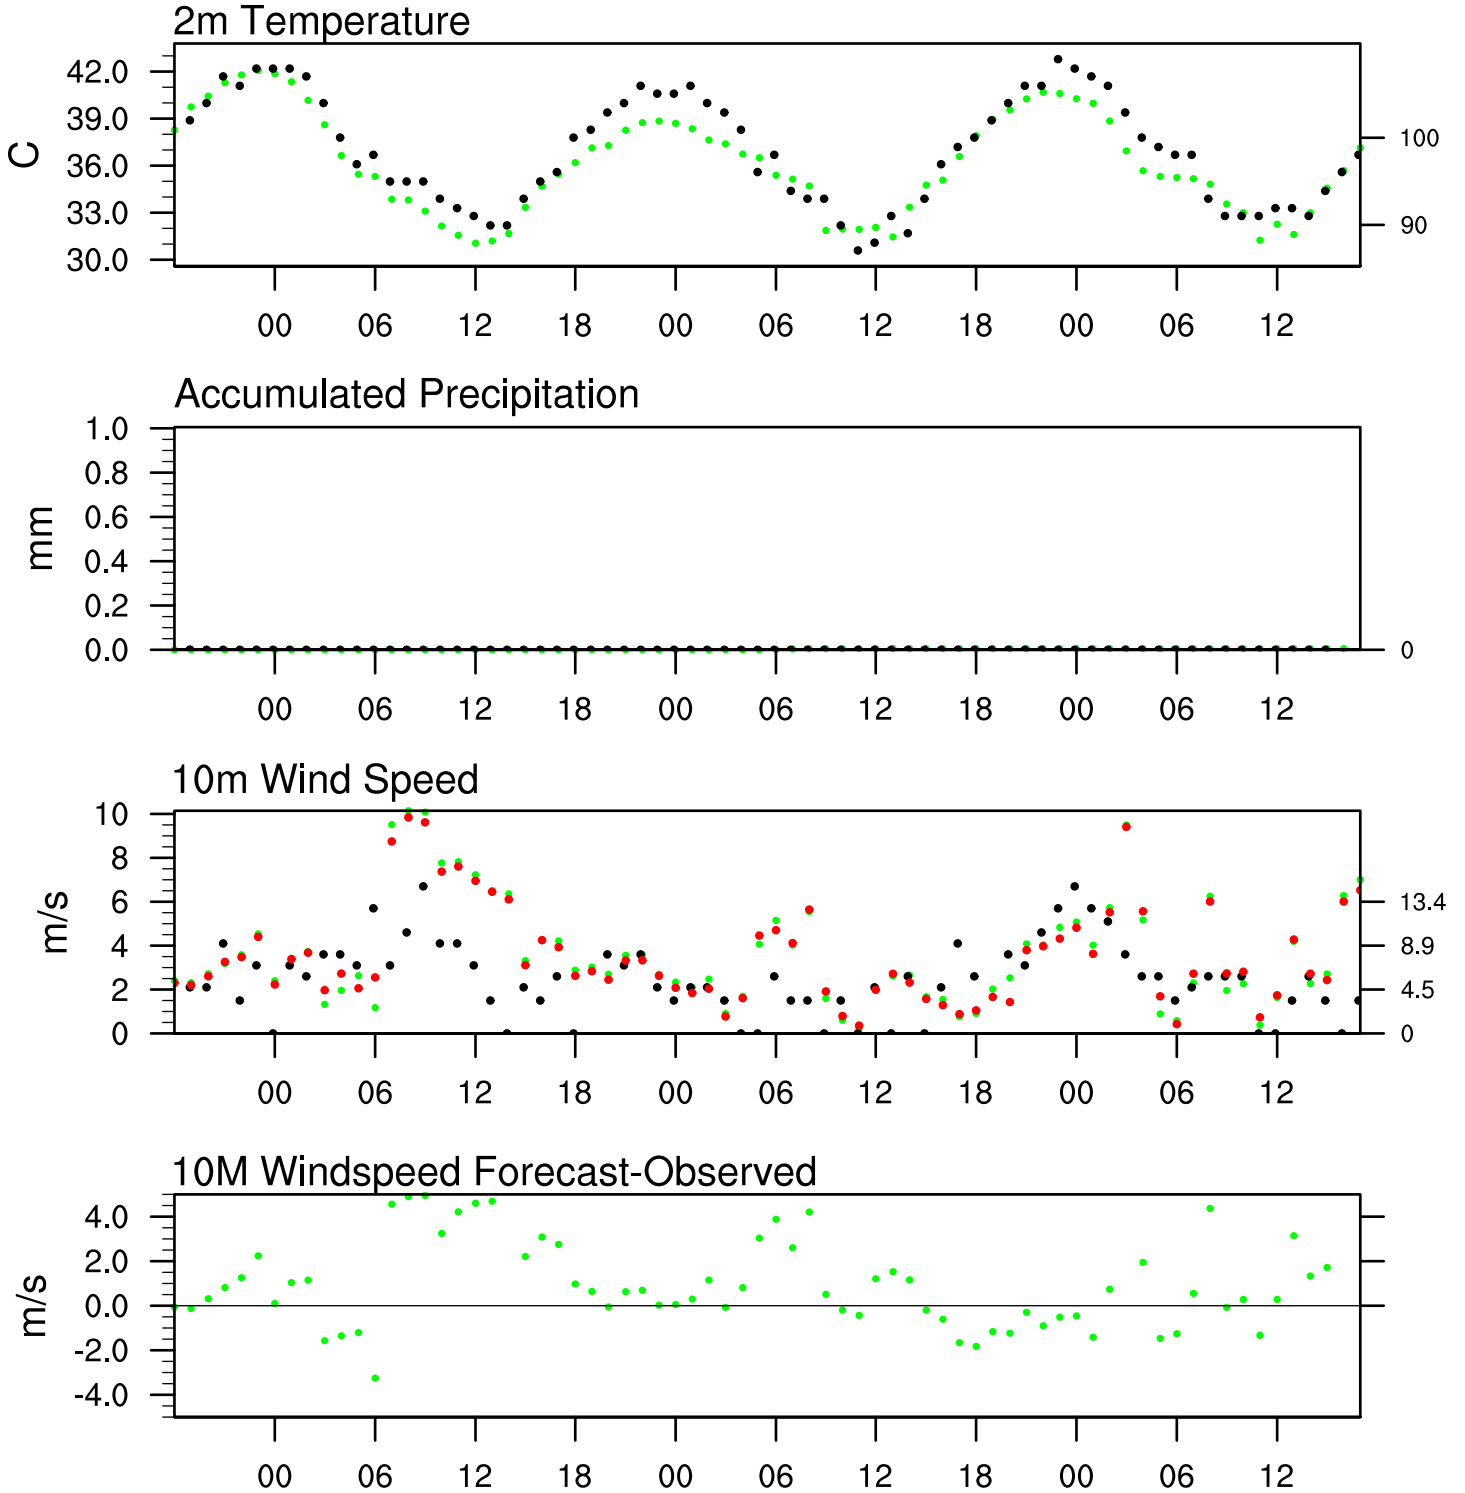 2m Temperature
42.0
39.0
36.0
33.0
30.0
C
100
90
00 06 12 18 00 06 12 18 00 06 12
Accumulated Precipitation
1.0
0.8
0.6
0.4
0.2
0.0
mm
0
00 06 12 18 00 06 12 18 00 06 12
10m Wind Speed
10
8
6
4
2
0
m/s
13.4
8.9
4.5
0
00 06 12 18 00 06 12 18 00 06 12
10M Windspeed Forecast-Observed
4.0
2.0
0.0
-2.0
-4.0
m/s
00 06 12 18 00 06 12 18 00 06 12